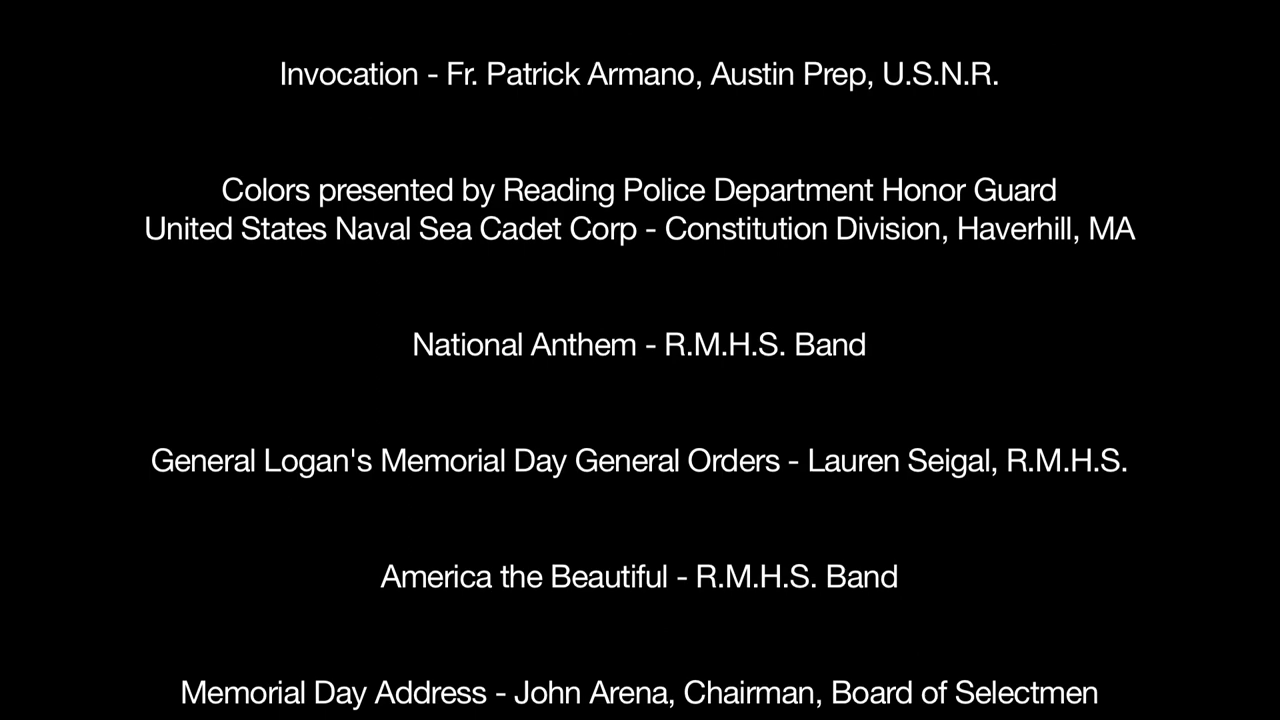 Invocation - Fr. Patrick Armano, Austin Prep, U.S.N.R.
Colors presented by Reading Police Department Honor Guard
United States Naval Sea Cadet Corp - Constitution Division, Haverhill, MA
National Anthem - R.M.H.S. Band
General Logan's Memorial Day General Orders - Lauren Seigal, R.M.H.S.
America the Beautiful - R.M.H.S. Band
Memorial Day Address - John Arena, Chairman, Board of Selectmen